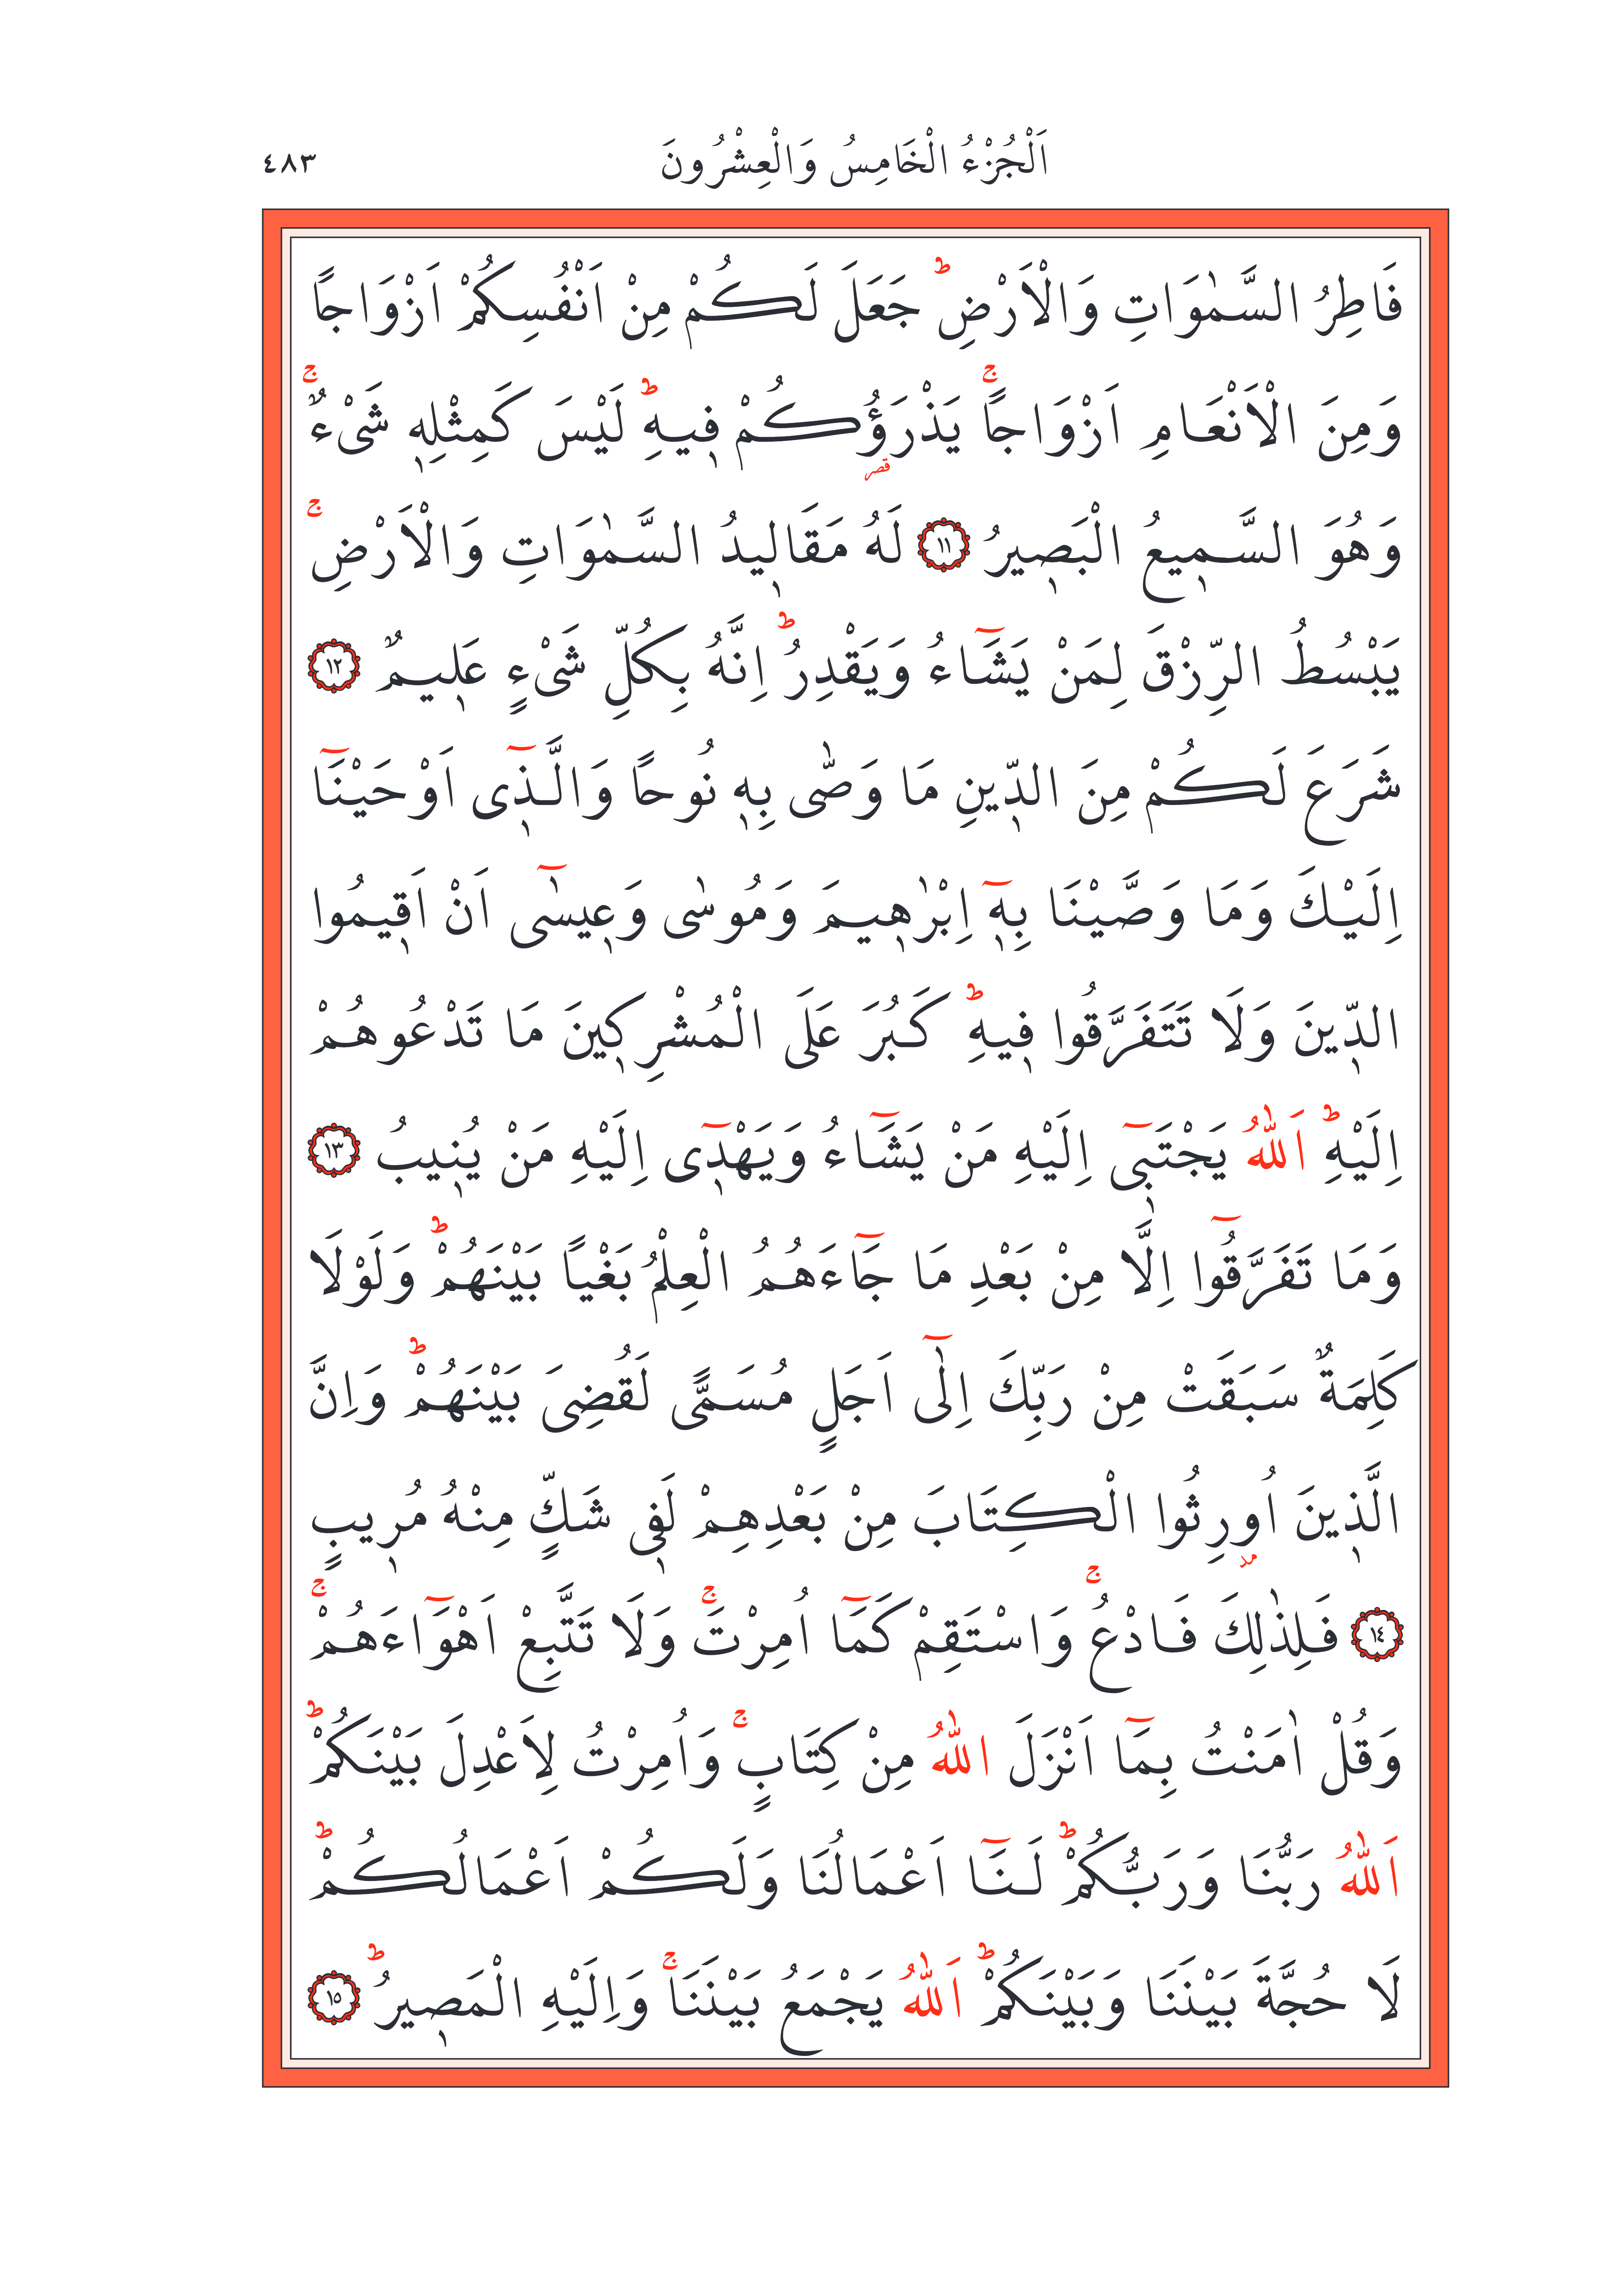 اَلْجُزْءُ الْخَامِسُ وَالْعِشْرُونَ ٤٨٣
فَاطِرُ السَّمٰوَاتِ وَالْاَرْضِۜ جَعَلَ لَكُمْ مِنْ اَنْفُسِكُمْ اَزْوَاجًا
وَمِنَ الْاَنْعَامِ اَزْوَاجًاۚ يَذْرَؤُ۬كُمْ ف۪يهِۜ لَيْسَ كَمِثْلِه۪ شَيْءٌۚ
وَهُوَ السَّم۪يعُ الْبَص۪يرُ ﴿١١﴾ لَهُ مَقَال۪يدُ السَّمٰوَاتِ وَالْاَرْضِۚ
يَبْسُطُ الرِّزْقَ لِمَنْ يَشَٓاءُ وَيَقْدِرُۜ اِنَّهُ بِكُلِّ شَيْءٍ عَل۪يمٌ ﴿١٢﴾
شَرَعَ لَكُمْ مِنَ الدّ۪ينِ مَا وَصّٰى بِه۪ نُوحًا وَالَّذ۪ٓي اَوْحَيْنَٓا
اِلَيْكَ وَمَا وَصَّيْنَا بِه۪ٓ اِبْرٰه۪يمَ وَمُوسٰى وَع۪يسٰٓى اَنْ اَق۪يمُوا
الدّ۪ينَ وَلَا تَتَفَرَّقُوا ف۪يهِۜ كَبُرَ عَلَى الْمُشْرِك۪ينَ مَا تَدْعُوهُمْ
اِلَيْهِۜ اَللّٰهُ يَجْتَب۪ٓي اِلَيْهِ مَنْ يَشَٓاءُ وَيَهْد۪ٓي اِلَيْهِ مَنْ يُن۪يبُ ﴿١٣﴾
وَمَا تَفَرَّقُٓوا اِلَّا مِنْ بَعْدِ مَا جَٓاءَهُمُ الْعِلْمُ بَغْيًا بَيْنَهُمْۜ وَلَوْلَا
كَلِمَةٌ سَبَقَتْ مِنْ رَبِّكَ اِلٰٓى اَجَلٍ مُسَمًّى لَقُضِيَ بَيْنَهُمْۜ وَاِنَّ
الَّذ۪ينَ اُو۫رِثُوا الْكِتَابَ مِنْ بَعْدِهِمْ لَف۪ي شَكٍّ مِنْهُ مُر۪يبٍ
﴿١٤﴾ فَلِذٰلِكَ فَادْعُۚ وَاسْتَقِمْ كَمَٓا اُمِرْتَۚ وَلَا تَتَّبِعْ اَهْوَٓاءَهُمْۚ
وَقُلْ اٰمَنْتُ بِمَٓا اَنْزَلَ اللّٰهُ مِنْ كِتَابٍۚ وَاُمِرْتُ لِاَعْدِلَ بَيْنَكُمْۜ
اَللّٰهُ رَبُّنَا وَرَبُّكُمْۜ لَنَٓا اَعْمَالُنَا وَلَكُمْ اَعْمَالُكُمْۜ
لَا حُجَّةَ بَيْنَنَا وَبَيْنَكُمْۜ اَللّٰهُ يَجْمَعُ بَيْنَنَاۚ وَاِلَيْهِ الْمَص۪يرُۜ ﴿١٥﴾